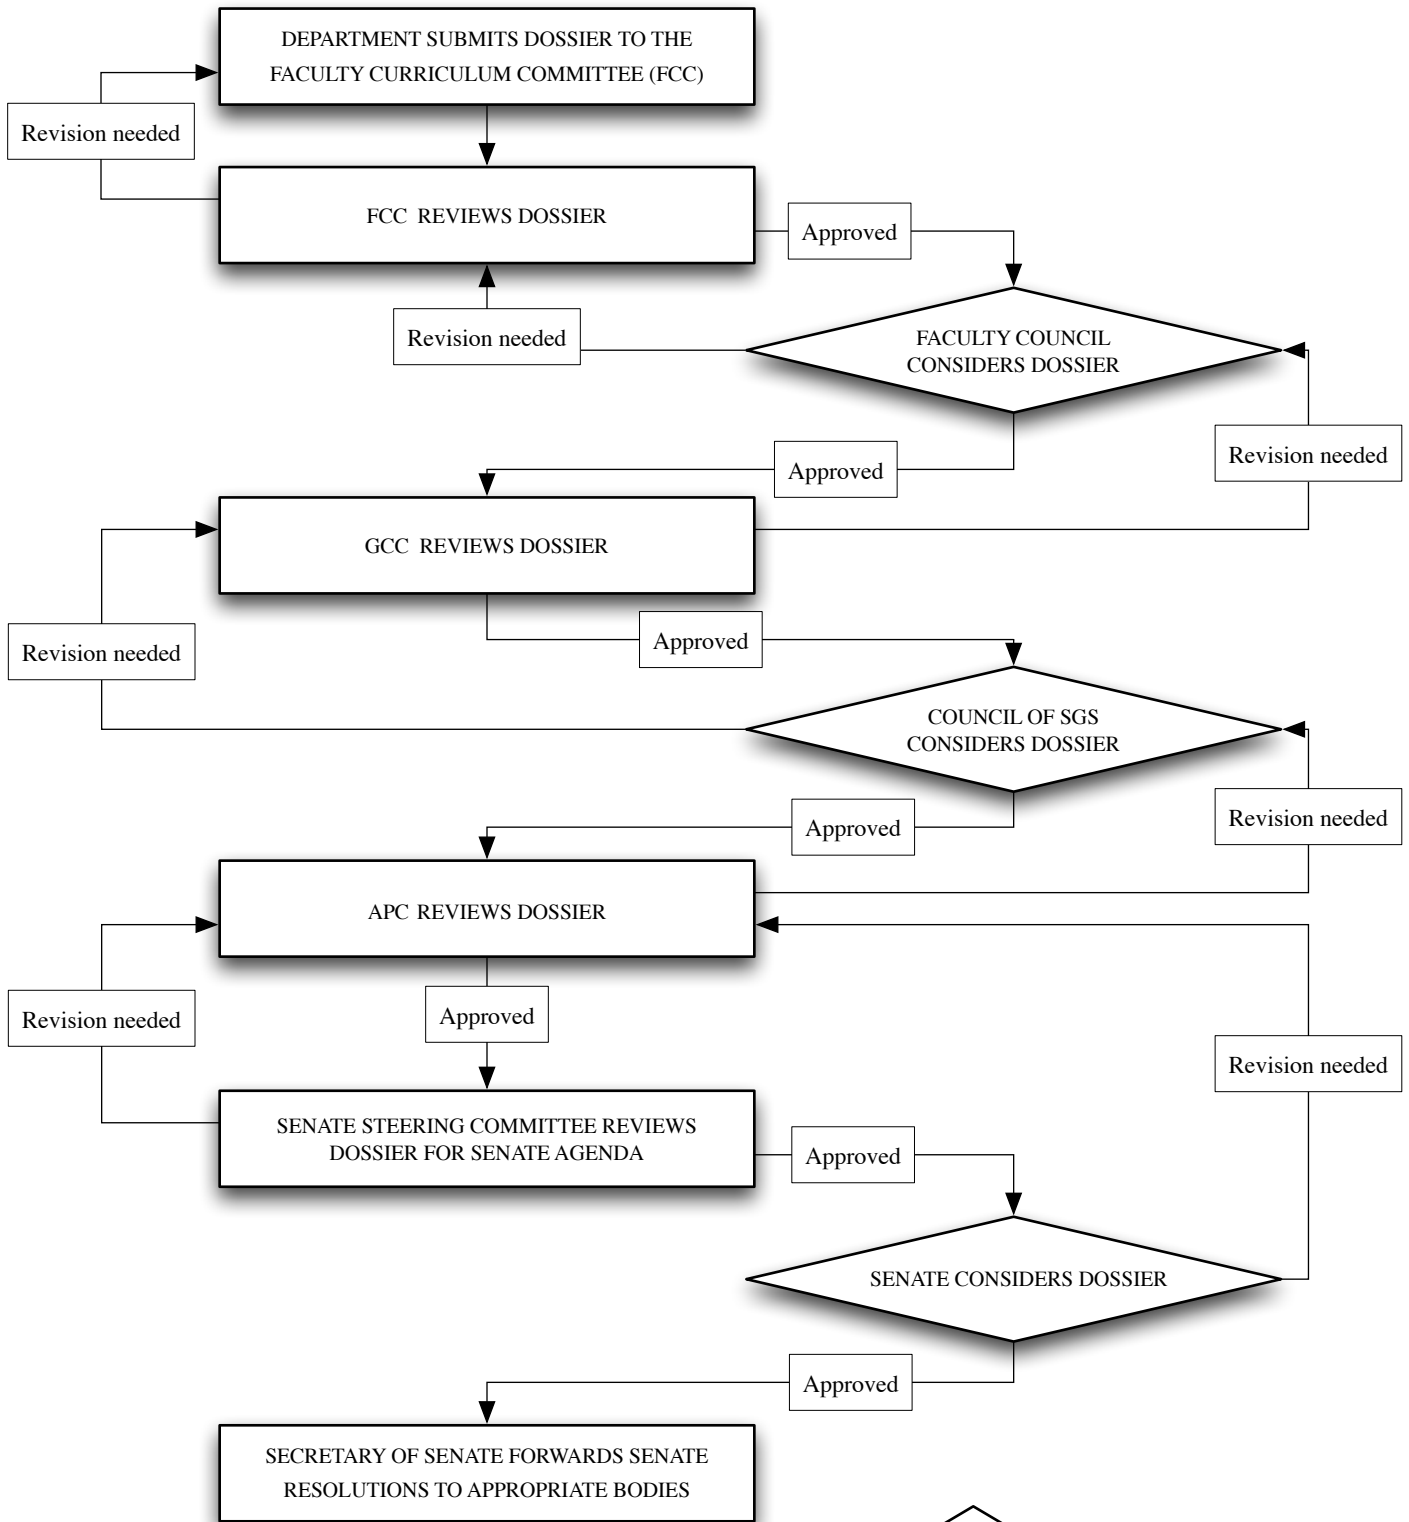 DEPARTMENT SUBMITS DOSSIER TO THE
FACULTY CURRICULUM COMMITTEE (FCC)
Revision needed
FCC REVIEWS DOSSIER
Approved
Revision needed
FACULTY COUNCIL
CONSIDERS DOSSIER
Approved
Revision needed
GCC REVIEWS DOSSIER
Approved
Revision needed
COUNCIL OF SGS
CONSIDERS DOSSIER
Approved
Revision needed
APC REVIEWS DOSSIER
Revision needed
Approved
Revision needed
SENATE STEERING COMMITTEE REVIEWS
DOSSIER FOR SENATE AGENDA
Approved
SENATE CONSIDERS DOSSIER
Approved
SECRETARY OF SENATE FORWARDS SENATE
RESOLUTIONS TO APPROPRIATE BODIES